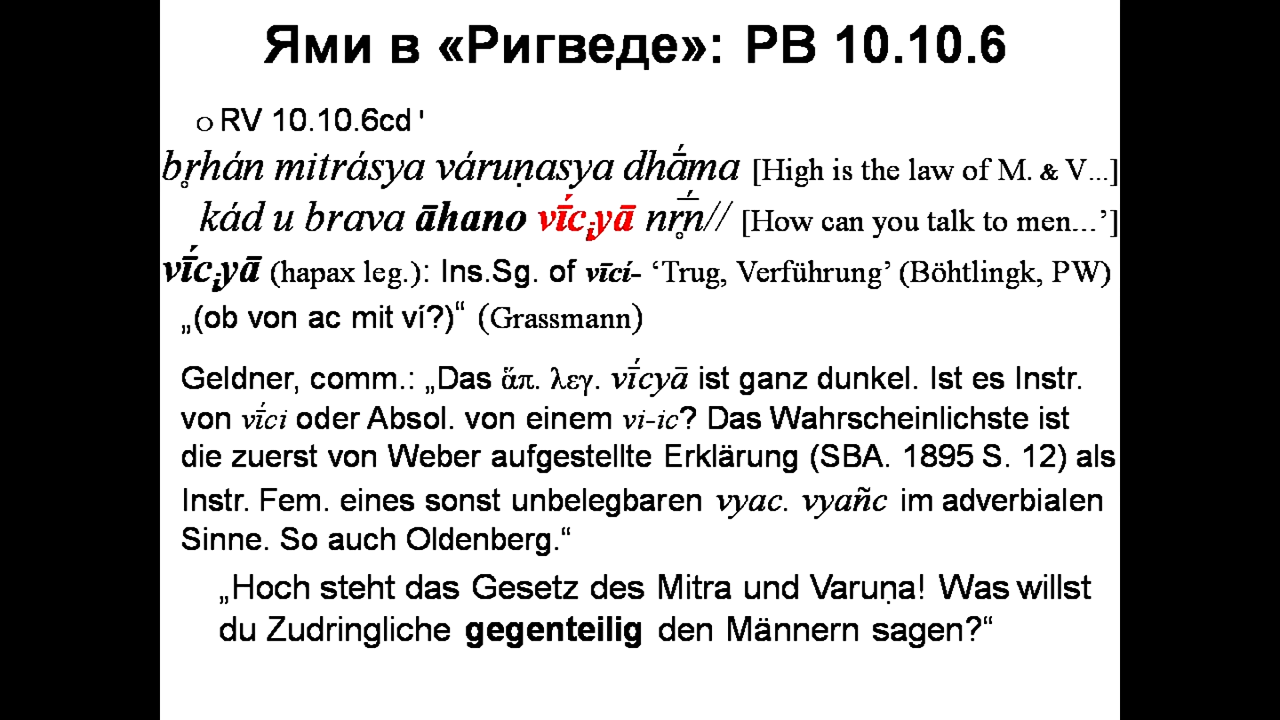 Ями в «Ригведе»: РВ 10.10.6
o RV 10.10.6cd '
br̥hán mitrásya váruṇasya dhā́ma [High is the law of M. & V...]
kád u brava āhano vī́cᵢyā nr̥̄́n// [How can you talk to men...’]
vī́cᵢyā (hapax leg.): Ins.Sg. of vīcí- ‘Trug, Verführung’ (Böhtlingk, PW)
„(ob von ac mit ví?)“ (Grassmann)
Geldner, comm.: „Das ἅπ. λεγ. vī́cyā ist ganz dunkel. Ist es Instr.
von vī́ci oder Absol. von einem vi-ic? Das Wahrscheinlichste ist
die zuerst von Weber aufgestellte Erklärung (SBA. 1895 S. 12) als
Instr. Fem. eines sonst unbelegbaren vyac. vyañc im adverbialen
Sinne. So auch Oldenberg.“
„Hoch steht das Gesetz des Mitra und Varuṇa! Was willst
du Zudringliche gegenteilig den Männern sagen?“